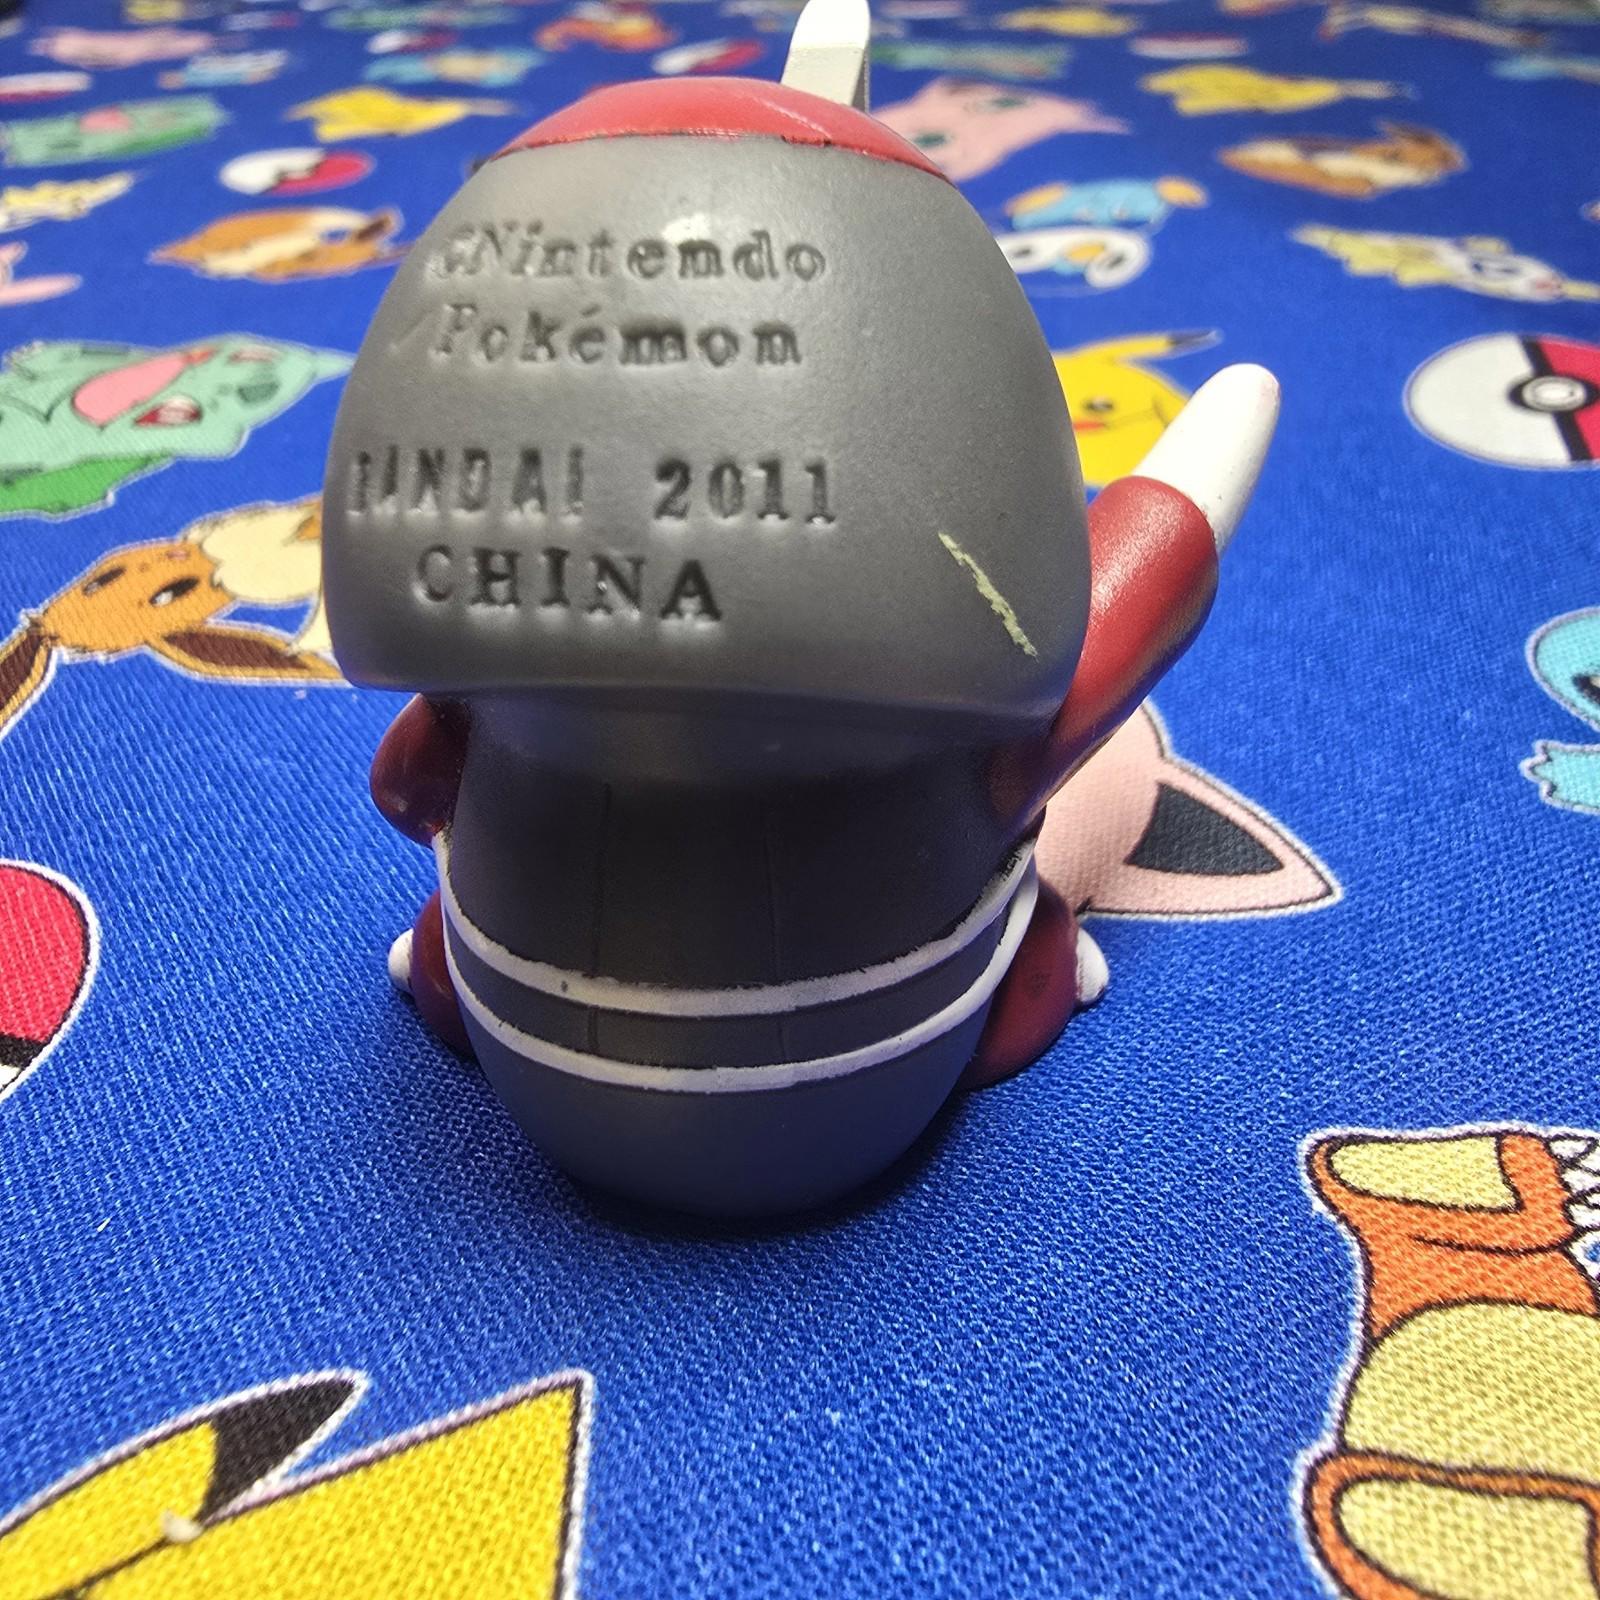 ©Nintendo
Pokémon
BANDAI 2011
CHINA